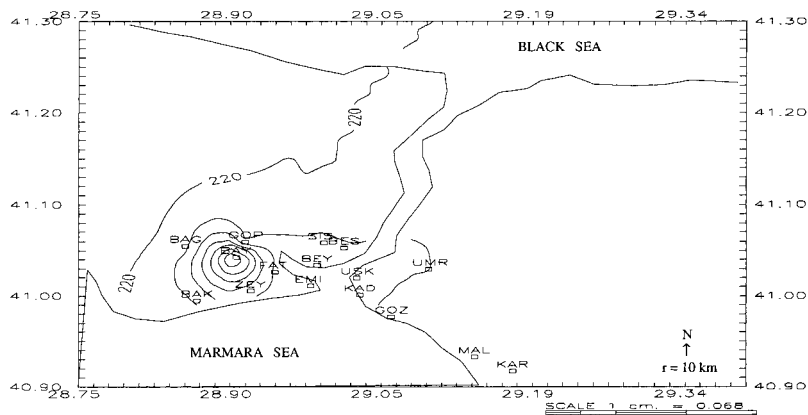 28.75 28.90 29.05 29.19 29.34
41.30 41.30
BLACK SEA
41.20 41.20
220
220
41.10 41.10
BAG GOP SIS BES
BAY
FAT BEY USK UMR
220
41.00 BAK ZEY EMI KAD 41.00
GOZ
MARMARA SEA
MAL
KAR
N
↑
r = 10 km
40.90 40.90
28.75 28.90 29.05 29.19 29.34
SCALE 1 cm. = 0.068